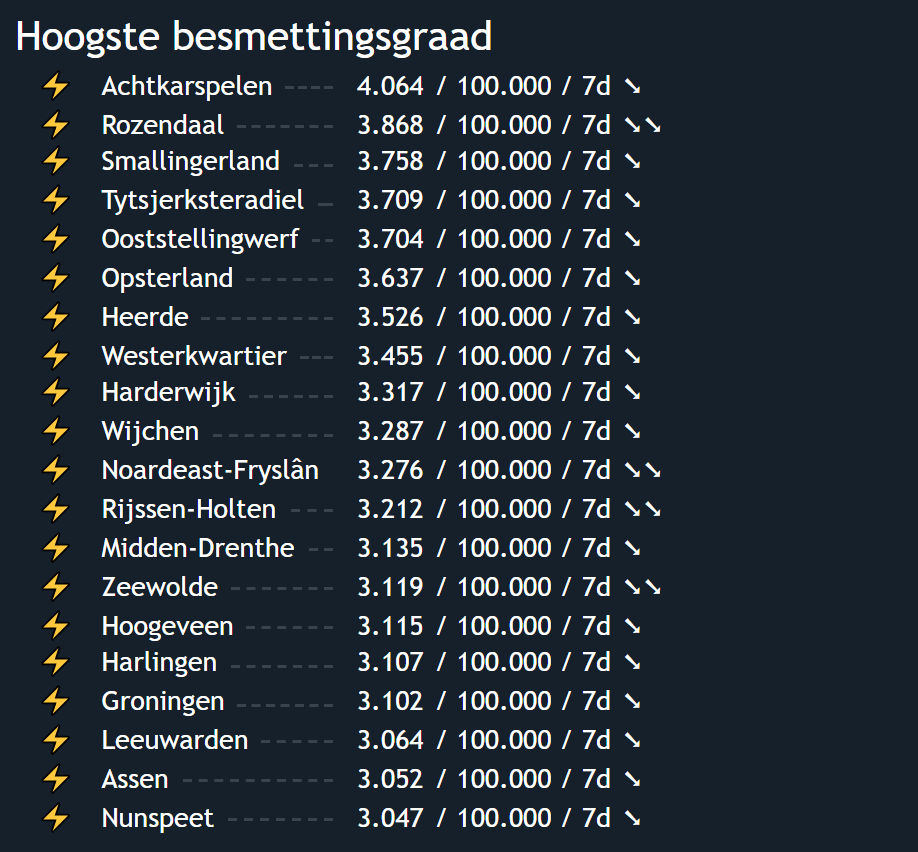 Hoogste besmettingsgraad
⚡ Achtkarspelen ---- 4.064 / 100.000 / 7d ➘
⚡ Rozendaal ------- 3.868 / 100.000 / 7d ➘➘
⚡ Smallingerland --- 3.758 / 100.000 / 7d ➘
⚡ Tytsjerksteradiel – 3.709 / 100.000 / 7d ➘
⚡ Ooststellingwerf -- 3.704 / 100.000 / 7d ➘
⚡ Opsterland ------ 3.637 / 100.000 / 7d ➘
⚡ Heerde --------- 3.526 / 100.000 / 7d ➘
⚡ Westerkwartier --- 3.455 / 100.000 / 7d ➘
⚡ Harderwijk ------ 3.317 / 100.000 / 7d ➘
⚡ Wijchen -------- 3.287 / 100.000 / 7d ➘
⚡ Noardeast-Fryslân 3.276 / 100.000 / 7d ➘➘
⚡ Rijssen-Holten --- 3.212 / 100.000 / 7d ➘➘
⚡ Midden-Drenthe -- 3.135 / 100.000 / 7d ➘
⚡ Zeewolde ------- 3.119 / 100.000 / 7d ➘➘
⚡ Hoogeveen ------ 3.115 / 100.000 / 7d ➘
⚡ Harlingen ------- 3.107 / 100.000 / 7d ➘
⚡ Groningen ------- 3.102 / 100.000 / 7d ➘
⚡ Leeuwarden ----- 3.064 / 100.000 / 7d ➘
⚡ Assen ---------- 3.052 / 100.000 / 7d ➘
⚡ Nunspeet ------- 3.047 / 100.000 / 7d ➘